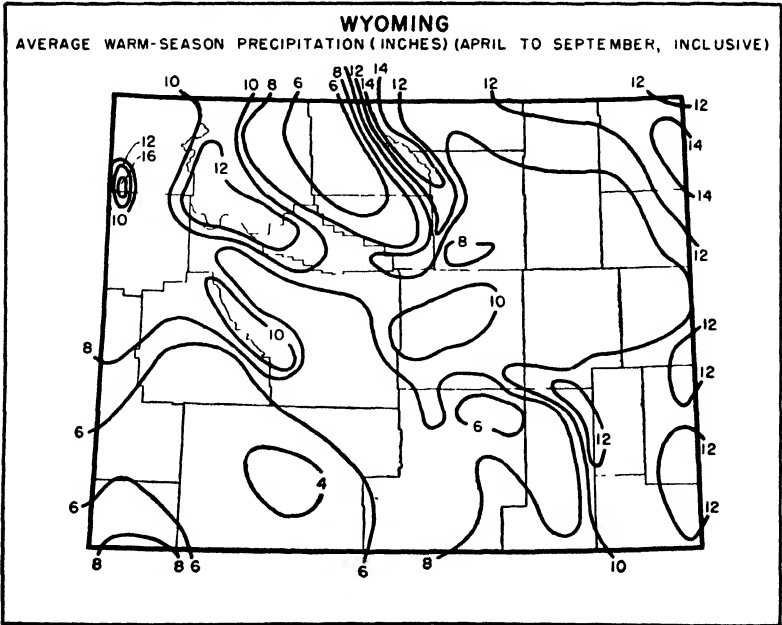 WYOMING
AVERAGE WARM-SEASON PRECIPITATION (INCHES) (APRIL TO SEPTEMBER, INCLUSIVE)
10 10 8 6 6 8 12 14 14 12 12 12 12
12 16 12 14
10 14
8 12
10
10 12
8 12
6 6 12 12
4
6 12
8 8 6 6 8 10